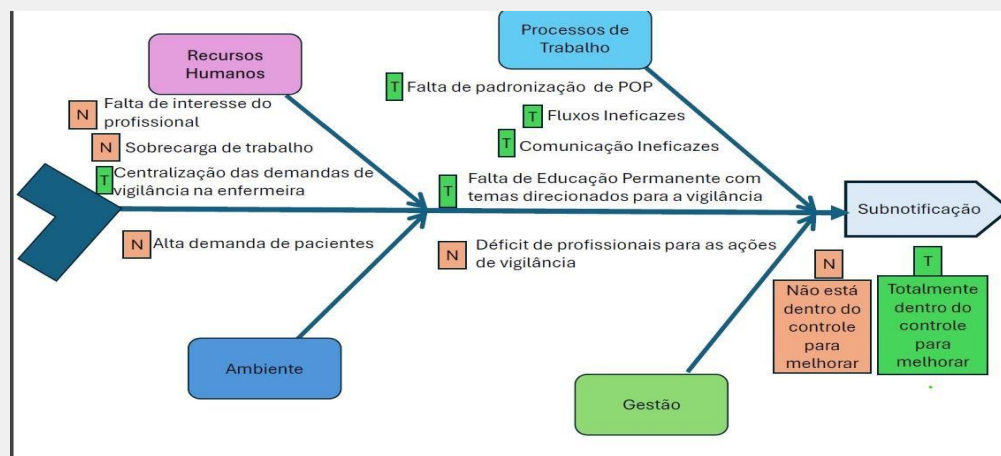 Recursos
Humanos
Processos de
Trabalho
T Falta de padronização de POP
N Falta de interesse do
profissional
T Fluxos Ineficazes
N Sobrecarga de trabalho
T Comunicação Ineficazes
T Centralização das demandas de
vigilância na enfermeira
T Falta de Educação Permanente com
temas direcionados para a vigilância
Subnotificação
N Alta demanda de pacientes
N Déficit de profissionais para as ações
de vigilância
N
Não está
dentro do
controle
para
melhorar
T
Totalmente
dentro do
controle
para
melhorar
Ambiente
Gestão